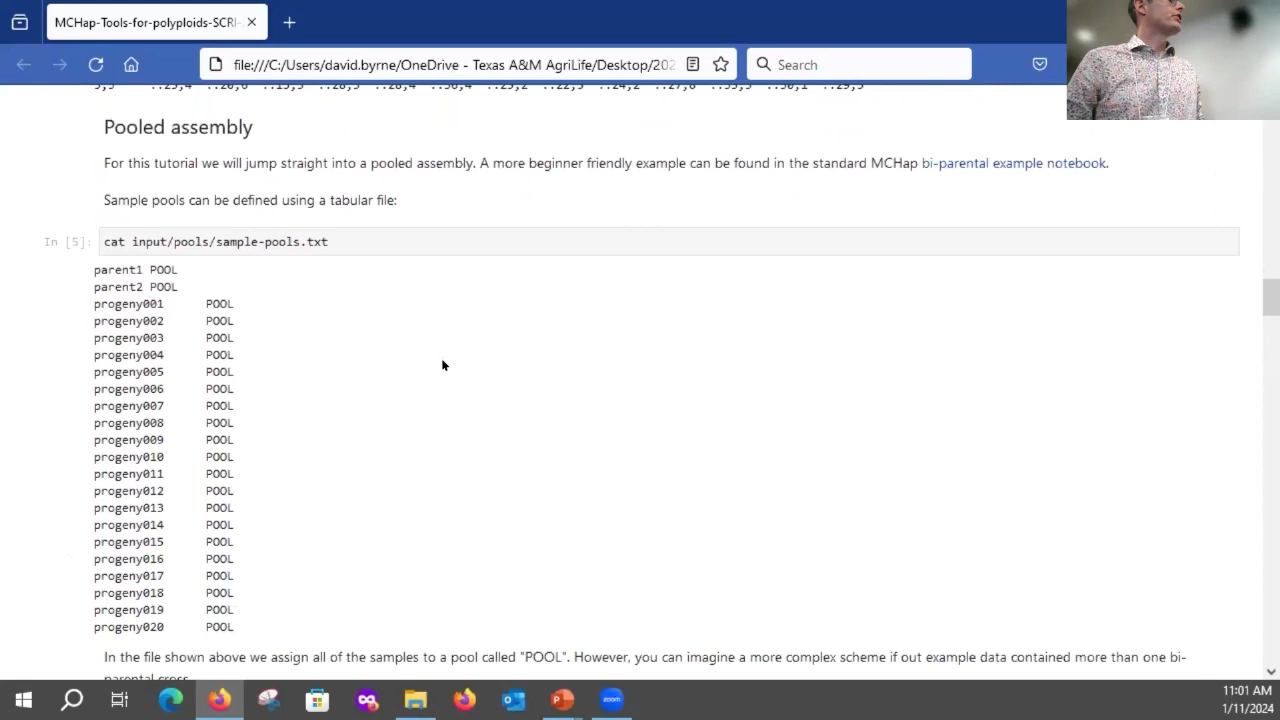 MCHap-Tools-for-polyploids-SCRI-
file:///C:/Users/david.byrne/OneDrive - Texas A&M AgriLife/Desktop/202
Search
Pooled assembly
For this tutorial we will jump straight into a pooled assembly. A more beginner friendly example can be found in the standard MCHap bi-parental example notebook.
Sample pools can be defined using a tabular file:
In [5]: cat input/pools/sample-pools.txt
parent1 POOL
parent2 POOL
progeny001 POOL
progeny002 POOL
progeny003 POOL
progeny004 POOL
progeny005 POOL
progeny006 POOL
progeny007 POOL
progeny008 POOL
progeny009 POOL
progeny010 POOL
progeny011 POOL
progeny012 POOL
progeny013 POOL
progeny014 POOL
progeny015 POOL
progeny016 POOL
progeny017 POOL
progeny018 POOL
progeny019 POOL
progeny020 POOL
In the file shown above we assign all of the samples to a pool called "POOL". However, you can imagine a more complex scheme if out example data contained more than one bi-
parental cross
zoom
11:01 AM
1/11/2024